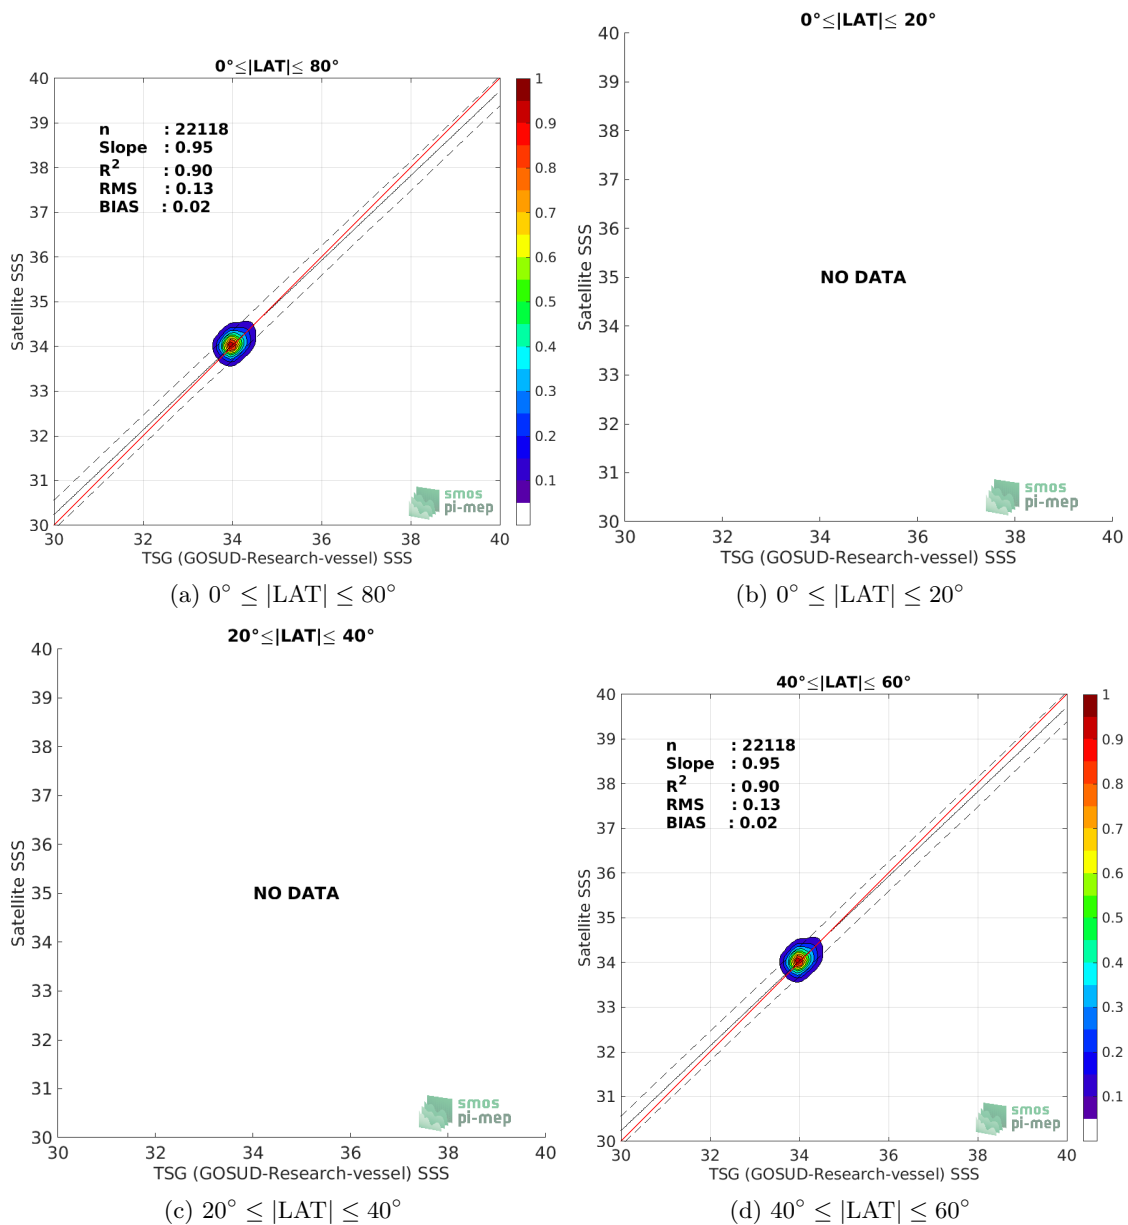 0°≤|LAT|≤ 80°
n : 22118
Slope : 0.95
R² : 0.90
RMS : 0.13
BIAS : 0.02
Satellite SSS
40
39
38
37
36
35
34
33
32
31
30
30 32 34 36 38 40
TSG (GOSUD-Research-vessel) SSS
1
0.9
0.8
0.7
0.6
0.5
0.4
0.3
0.2
0.1
smos
pi-mep
(a) 0° ≤ |LAT| ≤ 80°
0°≤|LAT|≤ 20°
Satellite SSS
40
39
38
37
36
35
34
33
32
31
30
NO DATA
30 32 34 36 38 40
TSG (GOSUD-Research-vessel) SSS
smos
pi-mep
(b) 0° ≤ |LAT| ≤ 20°
20°≤|LAT|≤ 40°
Satellite SSS
40
39
38
37
36
35
34
33
32
31
30
NO DATA
30 32 34 36 38 40
TSG (GOSUD-Research-vessel) SSS
smos
pi-mep
(c) 20° ≤ |LAT| ≤ 40°
40°≤|LAT|≤ 60°
n : 22118
Slope : 0.95
R² : 0.90
RMS : 0.13
BIAS : 0.02
Satellite SSS
40
39
38
37
36
35
34
33
32
31
30
30 32 34 36 38 40
TSG (GOSUD-Research-vessel) SSS
1
0.9
0.8
0.7
0.6
0.5
0.4
0.3
0.2
0.1
smos
pi-mep
(d) 40° ≤ |LAT| ≤ 60°